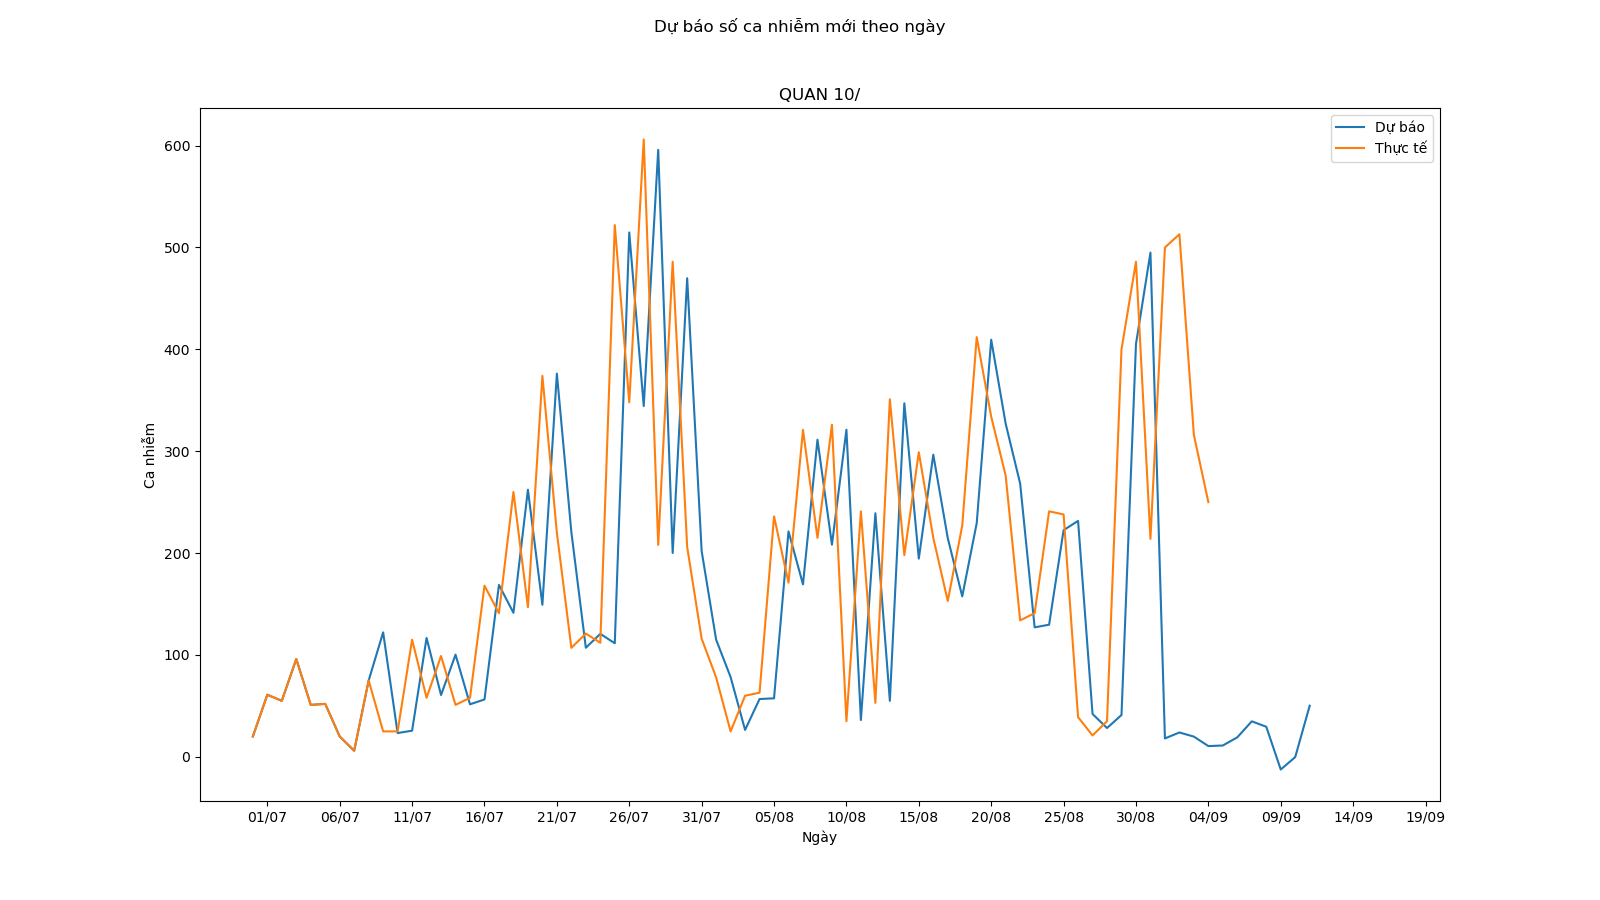 Dự báo số ca nhiễm mới theo ngày
QUAN 10/
Dự báo
Thực tế
600
500
400
300
200
100
0
Ca nhiễm
01/07 06/07 11/07 16/07 21/07 26/07 31/07 05/08 10/08 15/08 20/08 25/08 30/08 04/09 09/09 14/09 19/09
Ngày